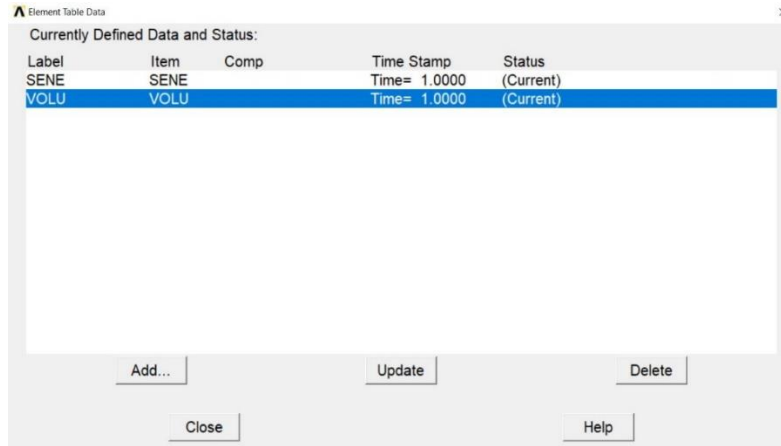 Element Table Data
Currently Defined Data and Status:
Label Item Comp Time Stamp Status
SENE SENE Time= 1.0000 (Current)
VOLU VOLU Time= 1.0000 (Current)
Add... Update Delete
Close Help